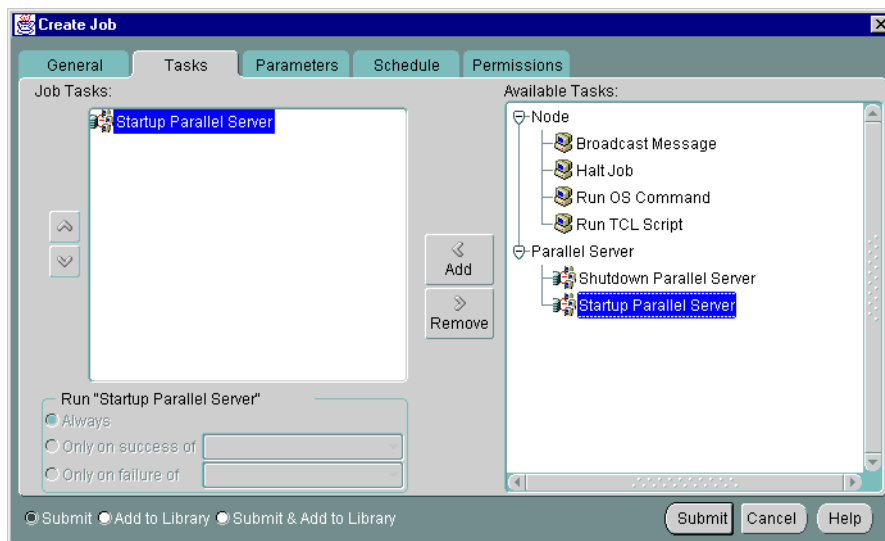 Create Job
General Tasks Parameters Schedule Permissions
Job Tasks:
Startup Parallel Server
Available Tasks:
Node
Broadcast Message
Halt Job
Run OS Command
Run TCL Script
Parallel Server
Shutdown Parallel Server
Startup Parallel Server
Add
Remove
Run "Startup Parallel Server"
Always
Only on success of
Only on failure of
Submit Add to Library Submit & Add to Library
Submit Cancel Help